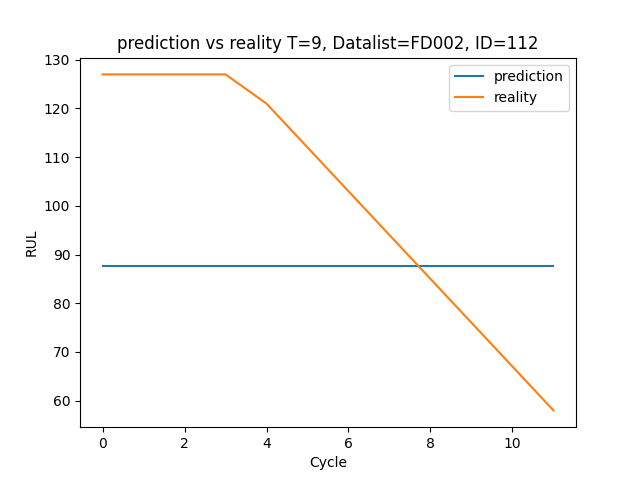 prediction vs reality T=9, Datalist=FD002, ID=112
prediction
reality
RUL
130
120
110
100
90
80
70
60
0 2 4 6 8 10
Cycle